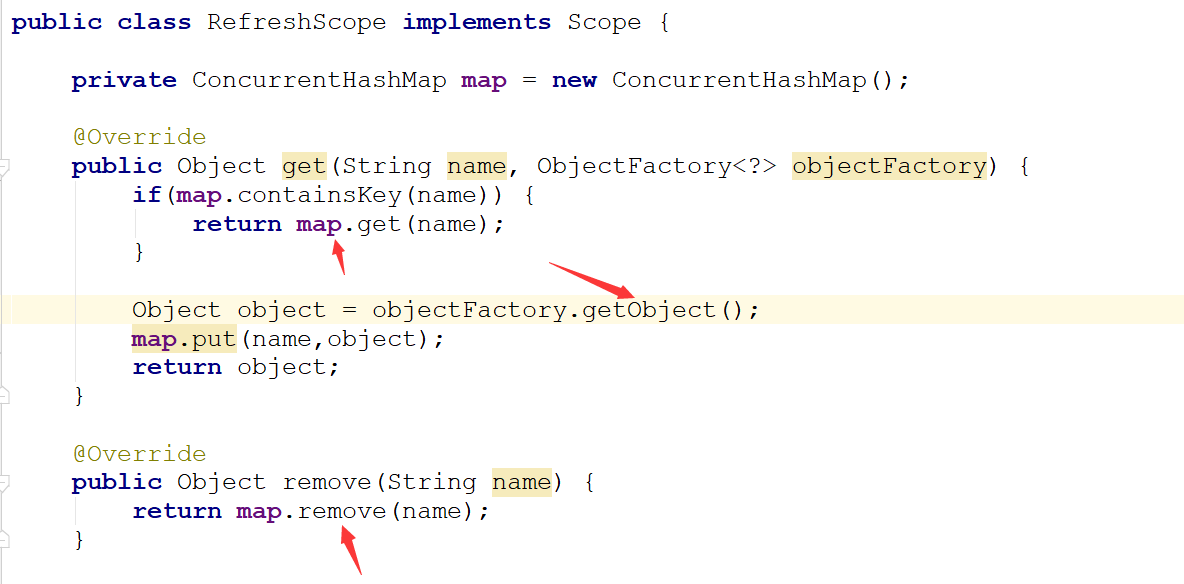 public class RefreshScope implements Scope {
private ConcurrentHashMap map = new ConcurrentHashMap();
@Override
public Object get(String name, ObjectFactory<?> objectFactory) {
if(map.containsKey(name)) {
return map.get(name);
}
Object object = objectFactory.getObject();
map.put(name,object);
return object;
}
@Override
public Object remove(String name) {
return map.remove(name);
}